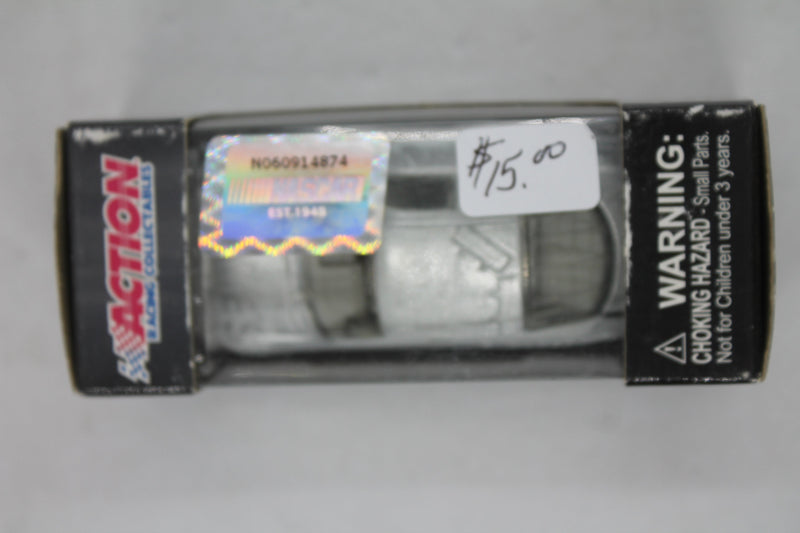 ACTION
RACING COLLECTABLES
N060914874
EST.1948
$15.00
WARNING:
CHOKING HAZARD - Small Parts.
Not for Children under 3 years.